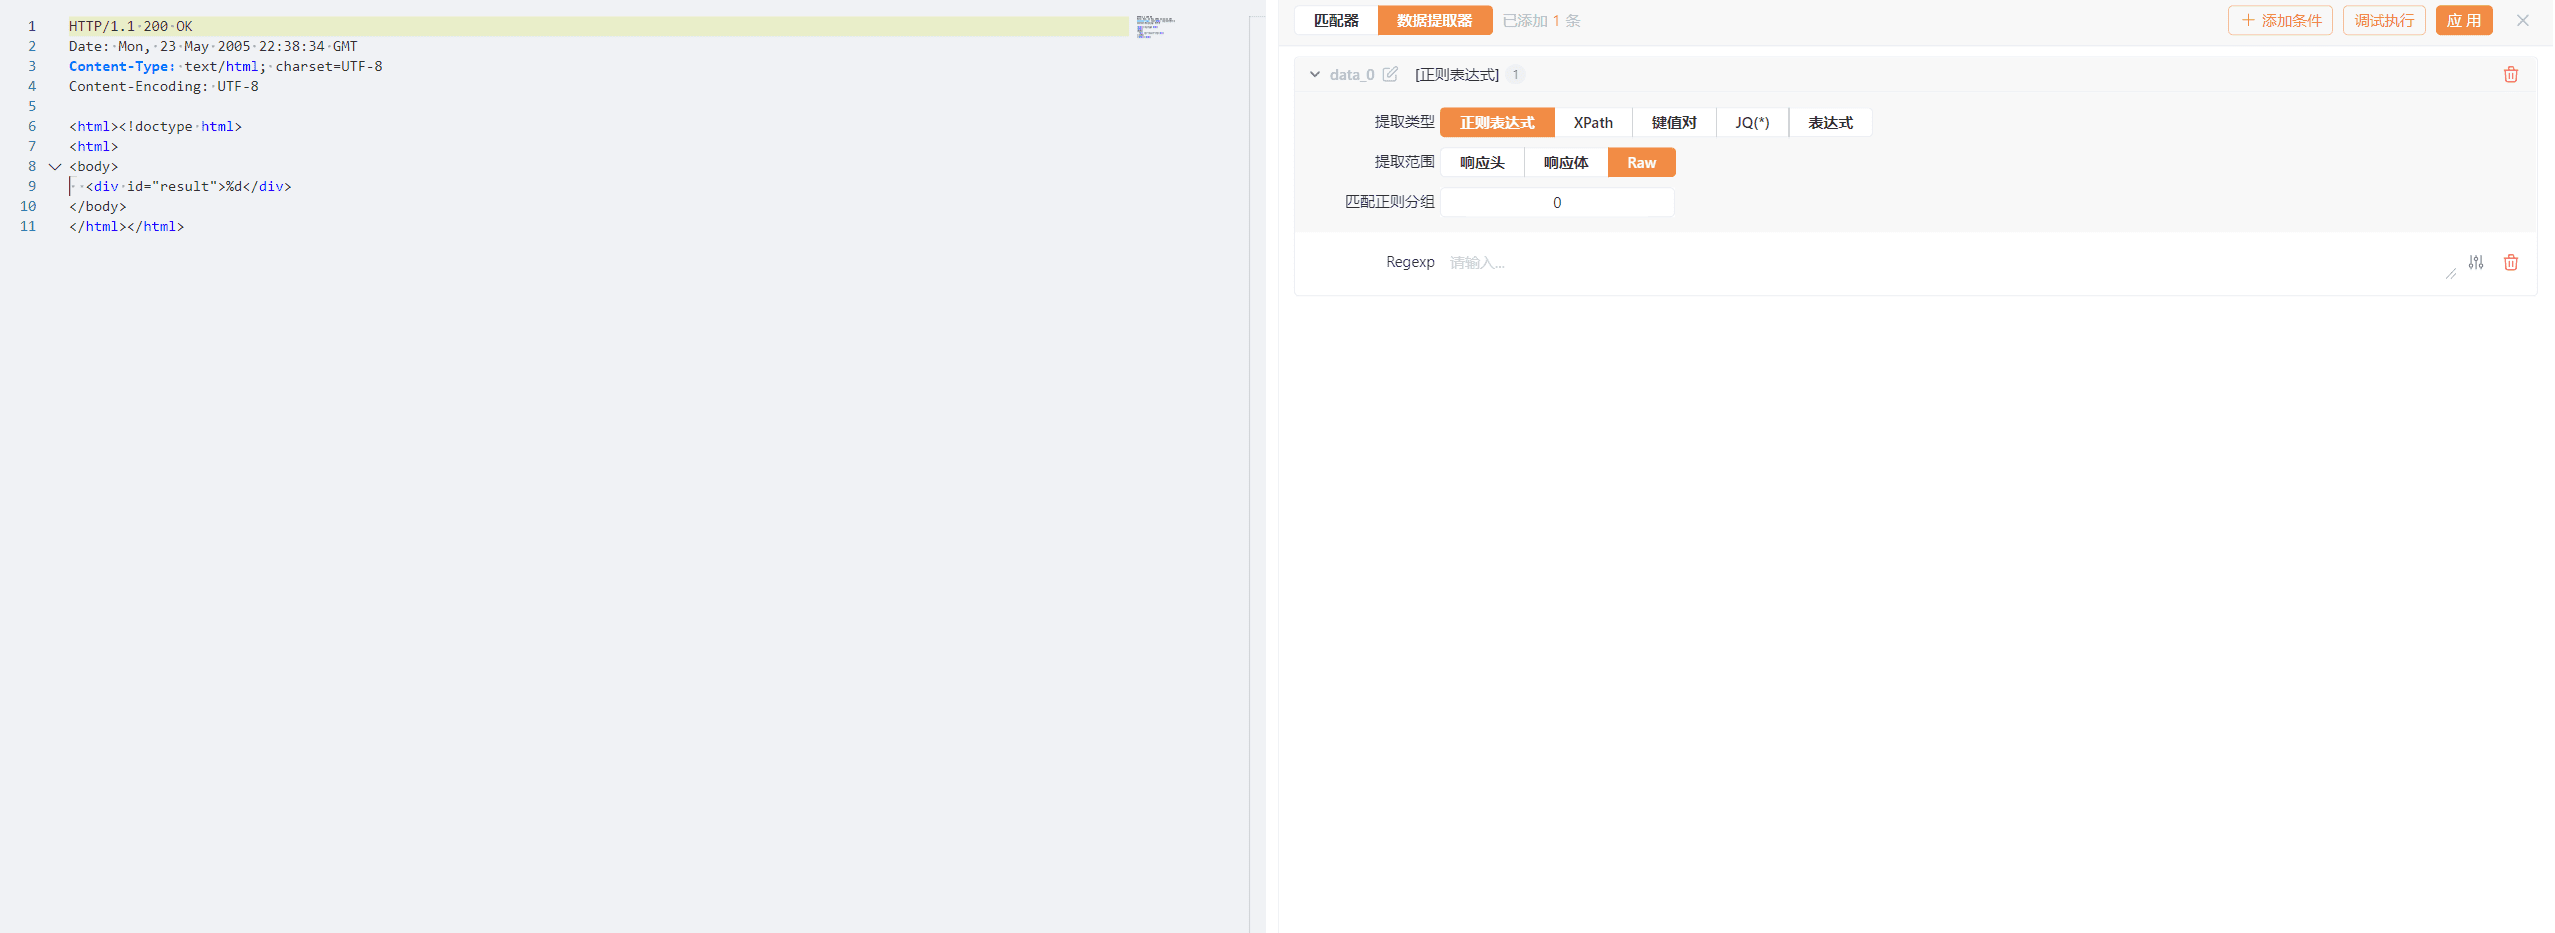 1 HTTP/1.1 200 OK
2 Date: Mon, 23 May 2005 22:38:34 GMT
3 Content-Type: text/html; charset=UTF-8
4 Content-Encoding: UTF-8
5
6 <html><!doctype html>
7 <html>
8 <body>
9   <div id="result">%d</div>
10 </body>
11 </html></html>
匹配器 数据提取器 已添加 1 条 添加条件 调试执行 应用
data_0 [正则表达式] 1
提取类型 正则表达式 XPath 键值对 JQ(*) 表达式
提取范围 响应头 响应体 Raw
匹配正则分组 0
Regexp 请输入...